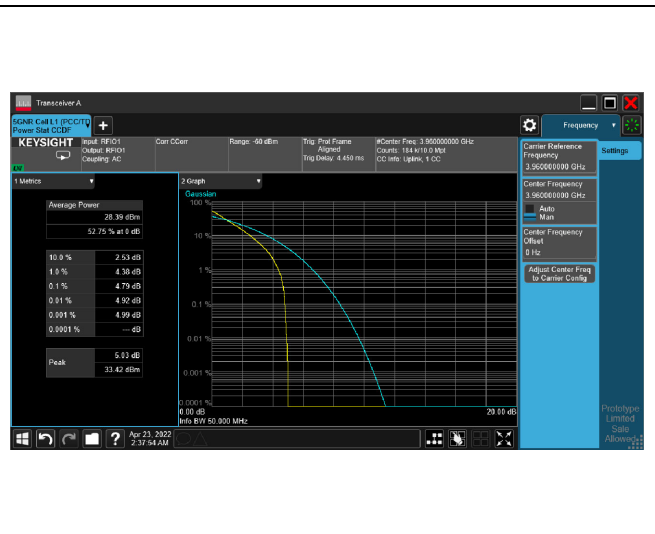 Transceiver A
5GNR Cell L1 (PCC/TD
Power Stat CCDF
+
Frequency
KEYSIGHT
Input: RFIO1
Output: RFIO1
Coupling: AC
Corr CCorr
Range: -60 dBm
Trig: Prot Frame
Aligned
Trig Delay: 4.450 ms
#Center Freq: 3.960000000 GHz
Counts: 184 k/10.0 Mpt
CC Info: Uplink, 1 CC
LV
Carrier Reference
Frequency
3.960000000 GHz
Settings
Center Frequency
3.960000000 GHz
Auto
Man
Center Frequency
Offset
0 Hz
Adjust Center Freq
to Carrier Config
1 Metrics
Average Power
28.39 dBm
52.75 % at 0 dB
10.0 % 2.53 dB
1.0 % 4.38 dB
0.1 % 4.79 dB
0.01 % 4.92 dB
0.001 % 4.99 dB
0.0001 % --- dB
Peak
5.03 dB
33.42 dBm
2 Graph
Gaussian
100 %
10 %
1 %
0.1 %
0.01 %
0.001 %
0.0001 %
0.00 dB
20.00 dB
Info BW 50.000 MHz
Prototype
Limited
Sale
Allowed
?
Apr 23, 2022
2:37:54 AM